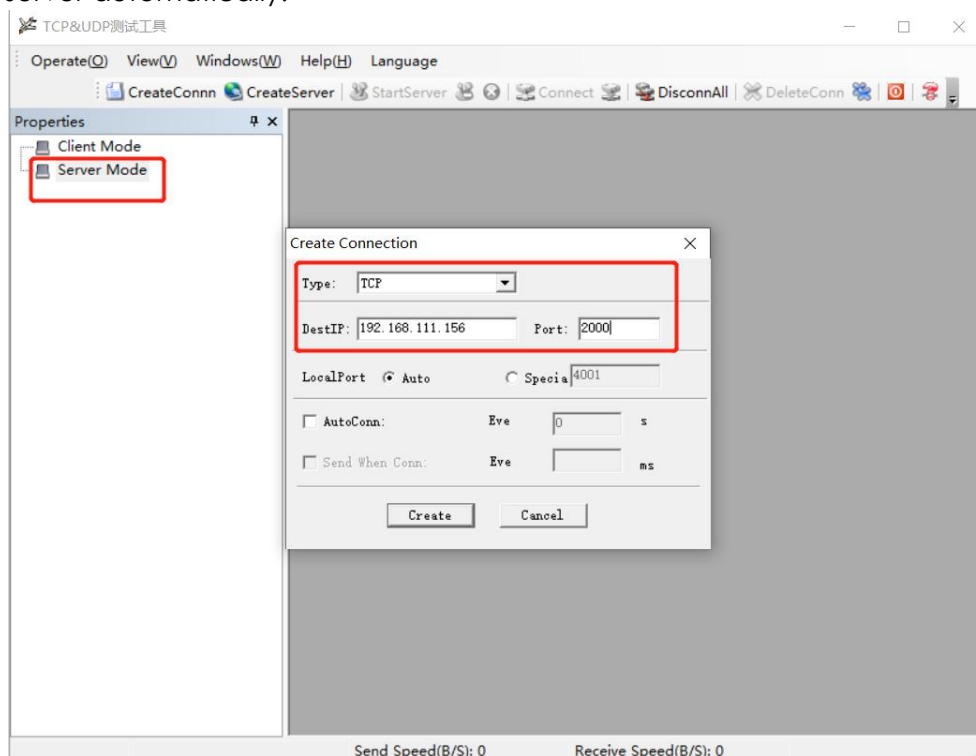 server automatically.
TCP&UDP测试工具
Operate(O) View(V) Windows(W) Help(H) Language
CreateConnn CreateServer StartServer Connect DisconnAll DeleteConn
Properties
Client Mode
Server Mode
Create Connection
Type: TCP
DestIP: 192.168.111.156 Port: 2000
LocalPort Auto Specia 4001
AutoConn: Eve 0 s
Send When Conn: Eve ms
Create Cancel
Send Speed(B/S): 0 Receive Speed(B/S): 0